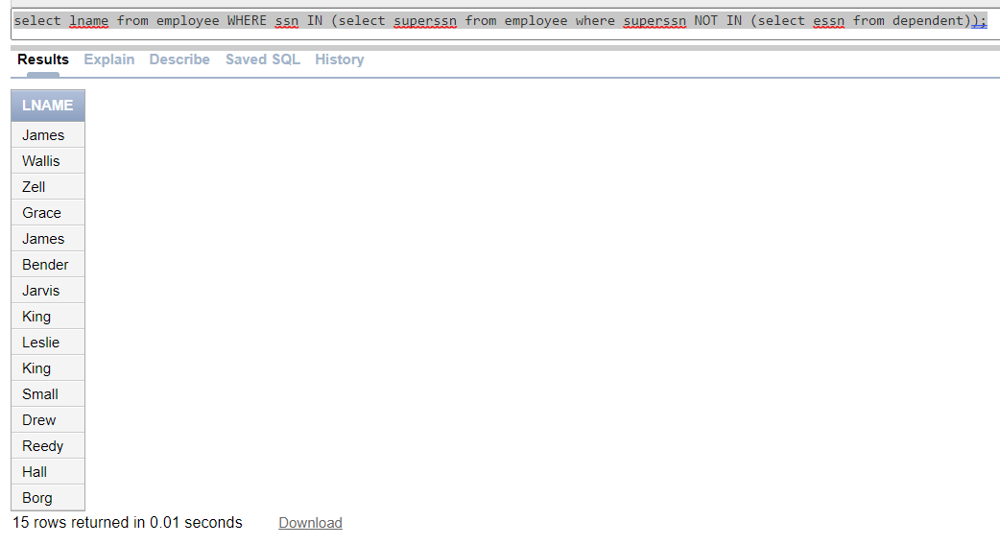 select lname from employee WHERE ssn IN (select superssn from employee where superssn NOT IN (select essn from dependent));
Results Explain Describe Saved SQL History
LNAME
James
Wallis
Zell
Grace
James
Bender
Jarvis
King
Leslie
King
Small
Drew
Reedy
Hall
Borg
15 rows returned in 0.01 seconds Download